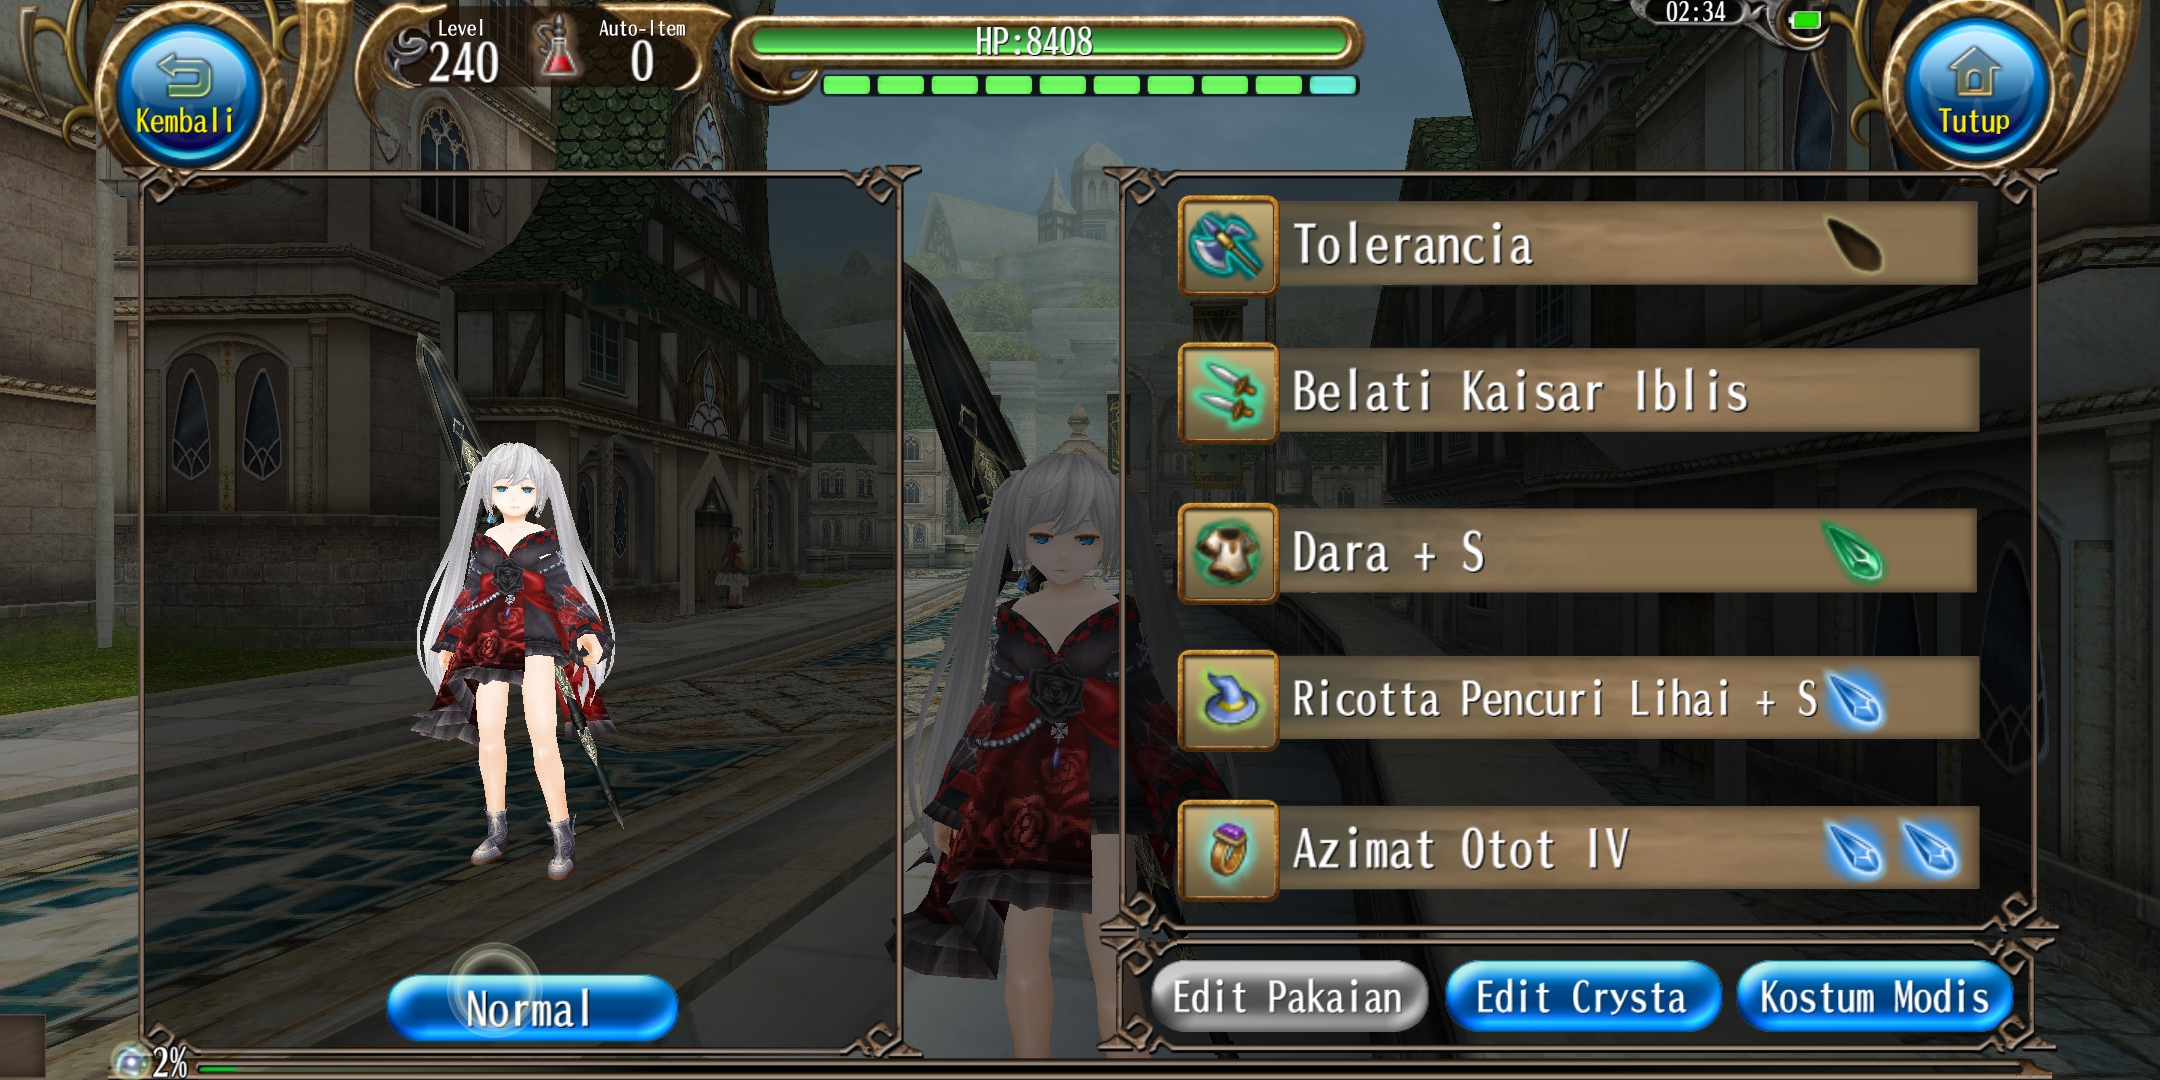 Kembali
Level
240
Auto-Item
0
HP:8408
02:34
Tutup
Tolerancia
Belati Kaisar Iblis
Dara + S
Ricotta Pencuri Lihai + S
Azimat Otot IV
Normal
Edit Pakaian
Edit Crysta
Kostum Modis
2%